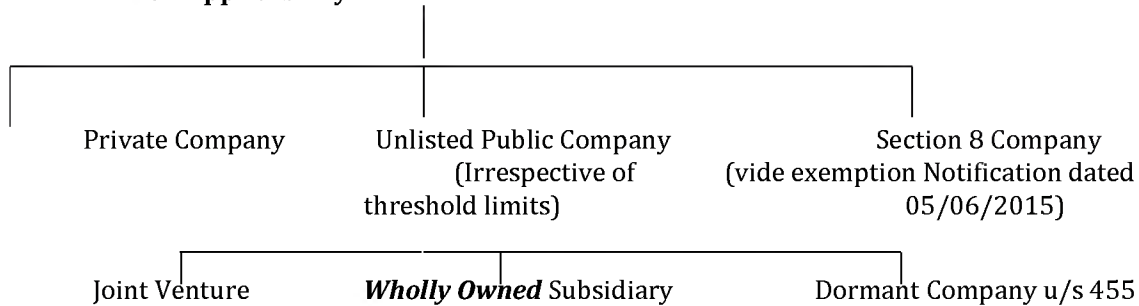 Private Company Unlisted Public Company Section 8 Company
(Irrespective of (vide exemption Notification dated
threshold limits) 05/06/2015)
Joint Venture Wholly Owned Subsidiary Dormant Company u/s 455